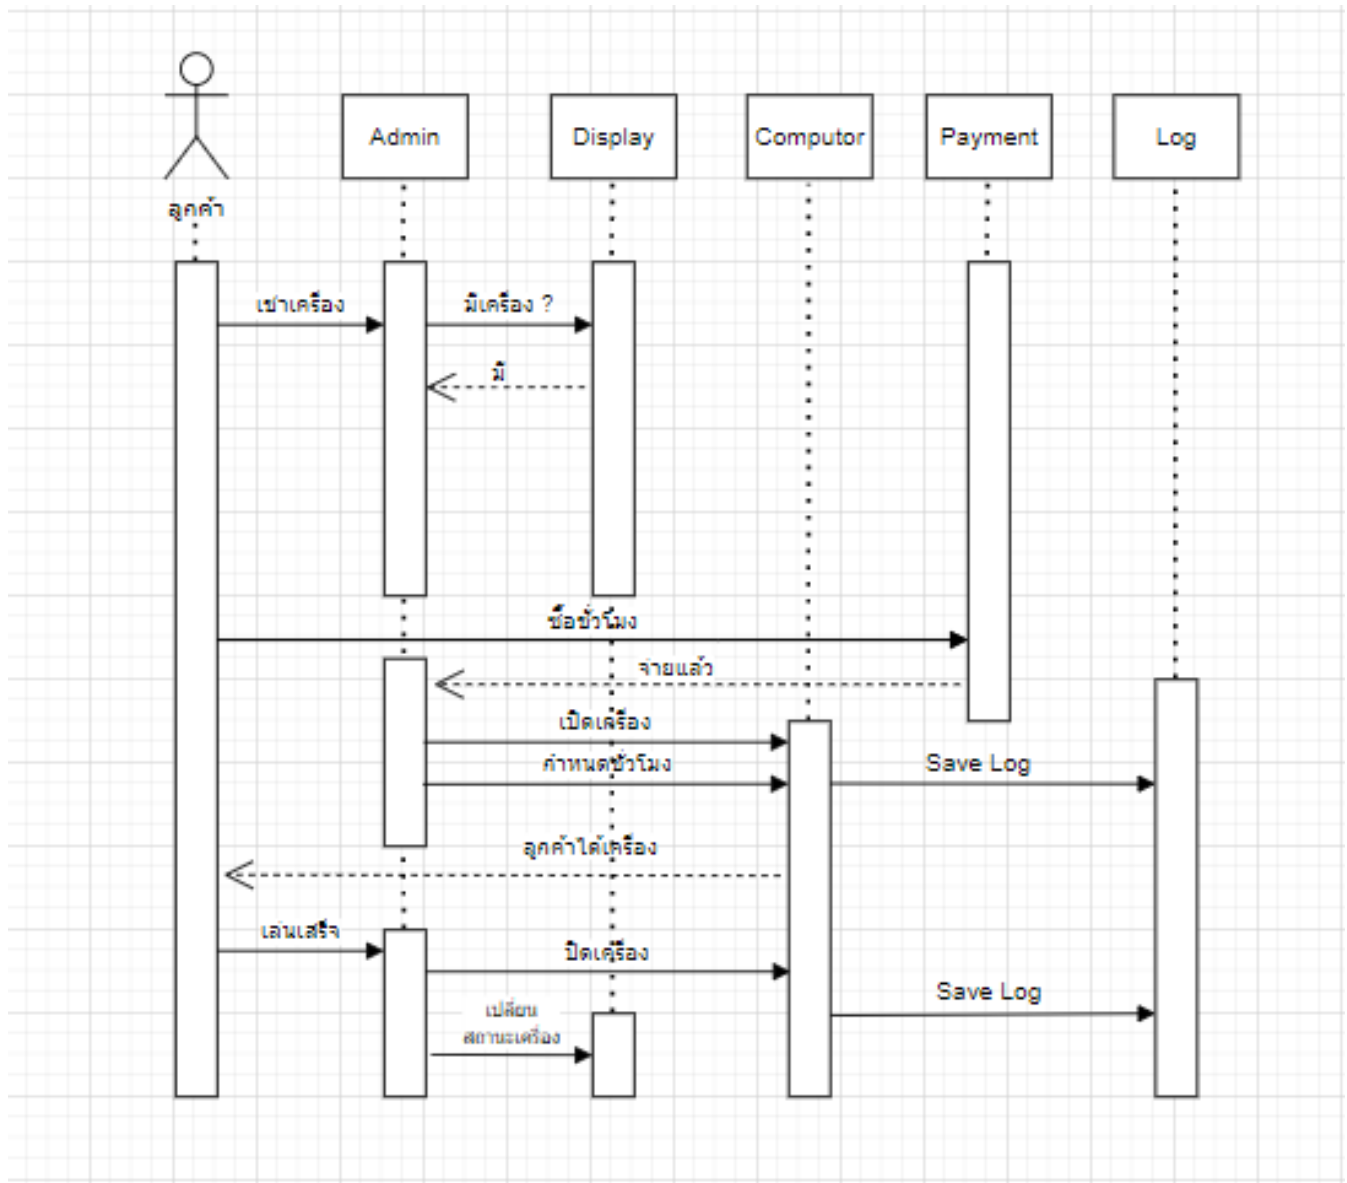 Admin
Display
Computor
Payment
Log
ลูกค้า
เช่าเครื่อง
มีเครื่อง ?
มี
ซื้อชั่วโมง
จ่ายแล้ว
เปิดเครื่อง
กำหนดชั่วโมง
Save Log
ลูกค้าได้เครื่อง
เล่นเสร็จ
ปิดเครื่อง
Save Log
เปลี่ยน
สถานะเครื่อง